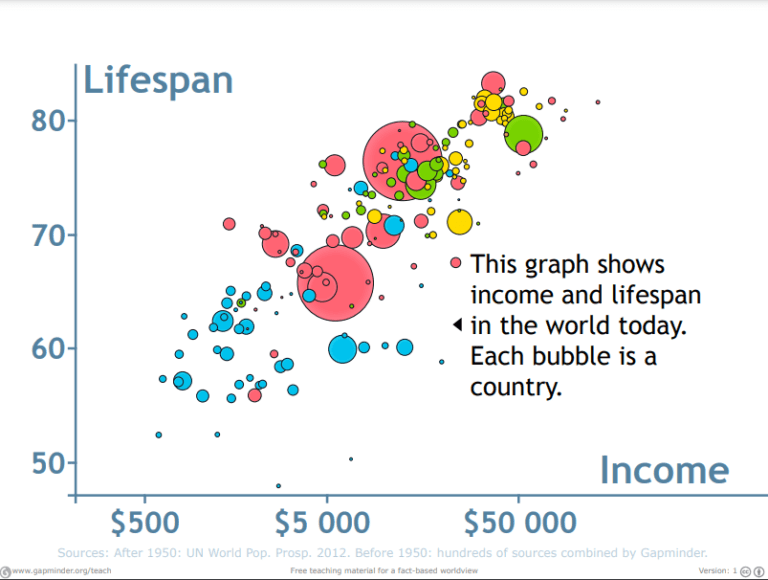 Lifespan
80
70
This graph shows
income and lifespan
in the world today.
Each bubble is a
country.
60
50
Income
$500
$5 000
$50 000
Sources: After 1950: UN World Pop. Prosp. 2012. Before 1950: hundreds of sources combined by Gapminder.
www.gapminder.org/teach
Free teaching material for a fact-based worldview
Version: 1